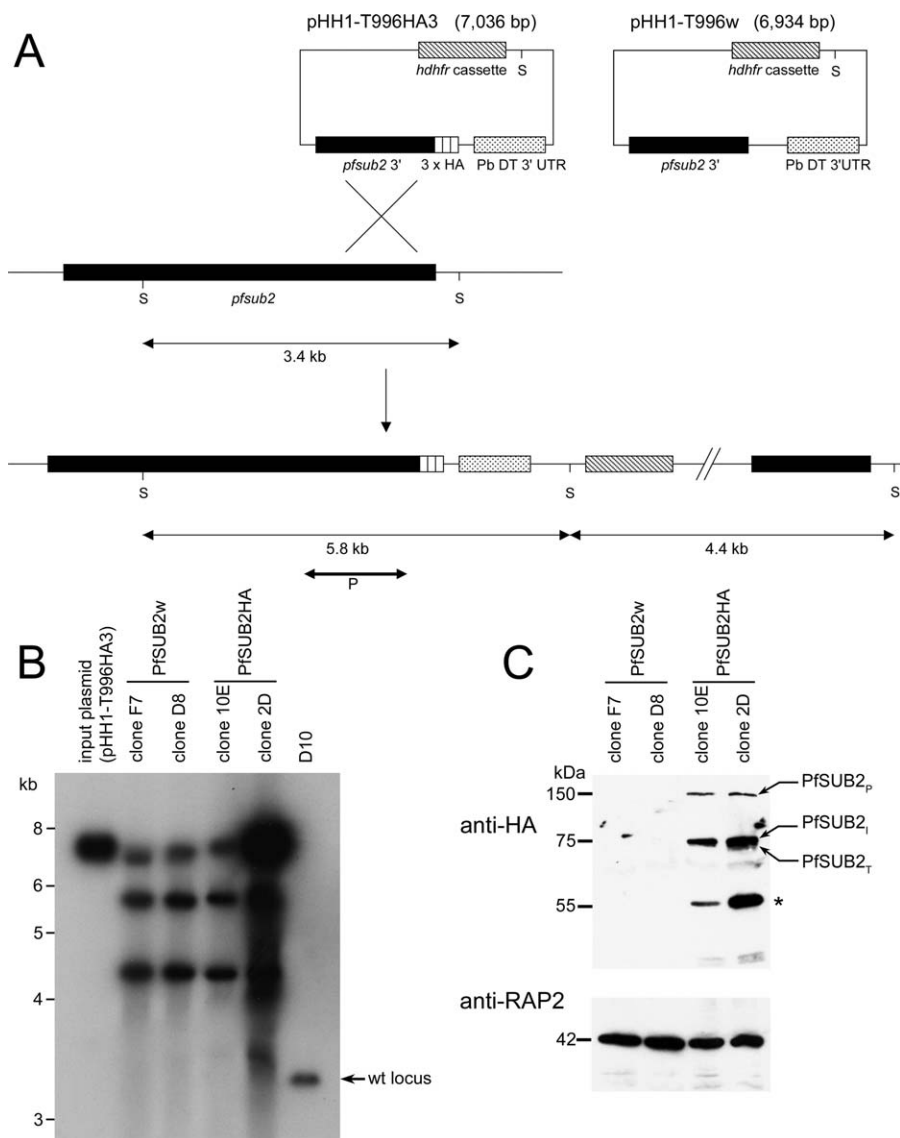 A
pHH1-T996HA3 (7,036 bp)
pHH1-T996w (6,934 bp)
hdhfr cassette
S
hdhfr cassette
S
pfsub2 3'
3 x HA
Pb DT 3' UTR
pfsub2 3'
Pb DT 3'UTR
S
pfsub2
S
3.4 kb
S
S
S
5.8 kb
4.4 kb
P
B
input plasmid
(pHH1-T996HA3)
PfSUB2w
clone F7
clone D8
PfSUB2HA
clone 10E
clone 2D
D10
kb
8
6
5
4
3
wt locus
C
PfSUB2w
clone F7
clone D8
PfSUB2HA
clone 10E
clone 2D
kDa
150
75
55
anti-HA
PfSUB2P
PfSUB2I
PfSUB2T
*
anti-RAP2
42